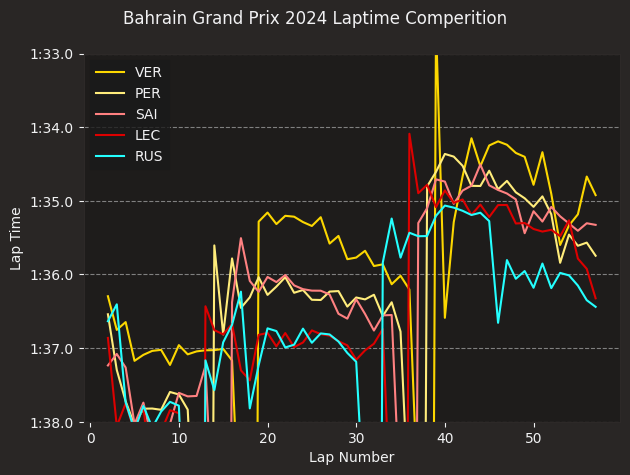 Bahrain Grand Prix 2024 Laptime Comperition
1:33.0
1:34.0
1:35.0
1:36.0
1:37.0
1:38.0
Lap Time
VER
PER
SAI
LEC
RUS
0 10 20 30 40 50
Lap Number